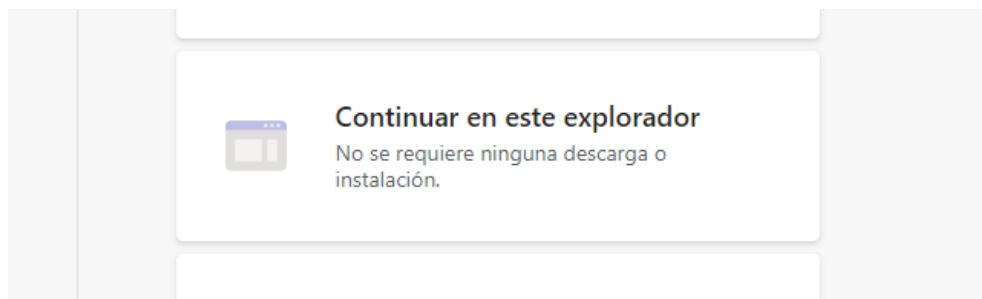 Continuar en este explorador
No se requiere ninguna descarga o
instalación.